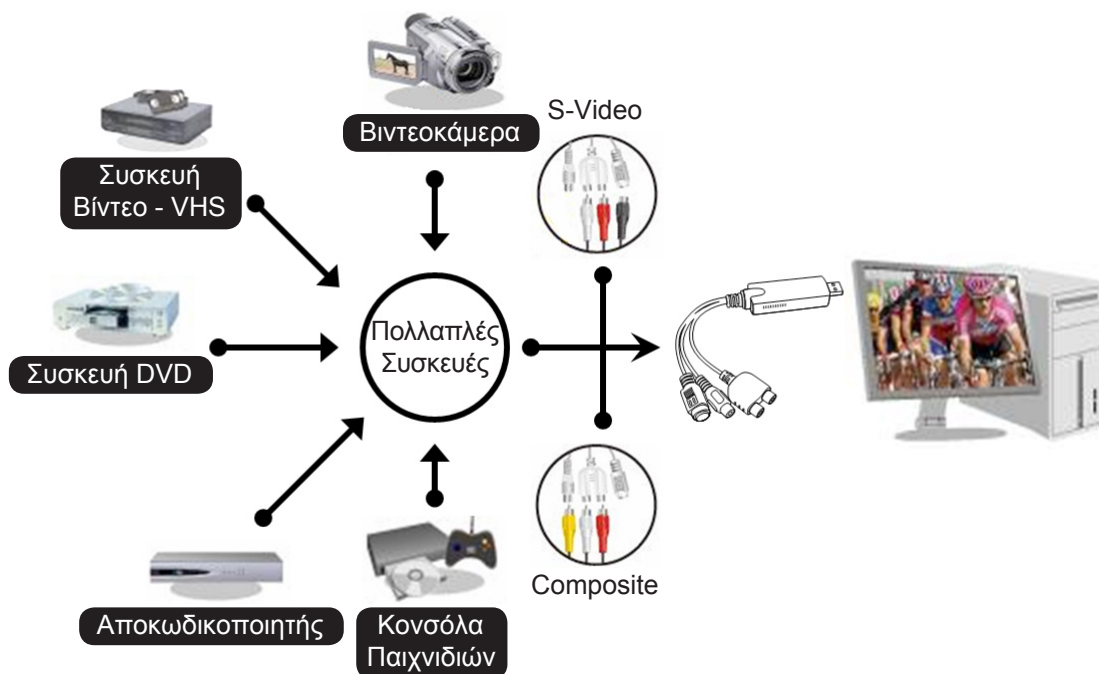 S-Video
Βιντεοκάμερα
Συσκευή
Βίντεο - VHS
Πολλαπλές
Συσκευές
Συσκευή DVD
Composite
Αποκωδικοποιητής
Κονσόλα
Παιχνιδιών